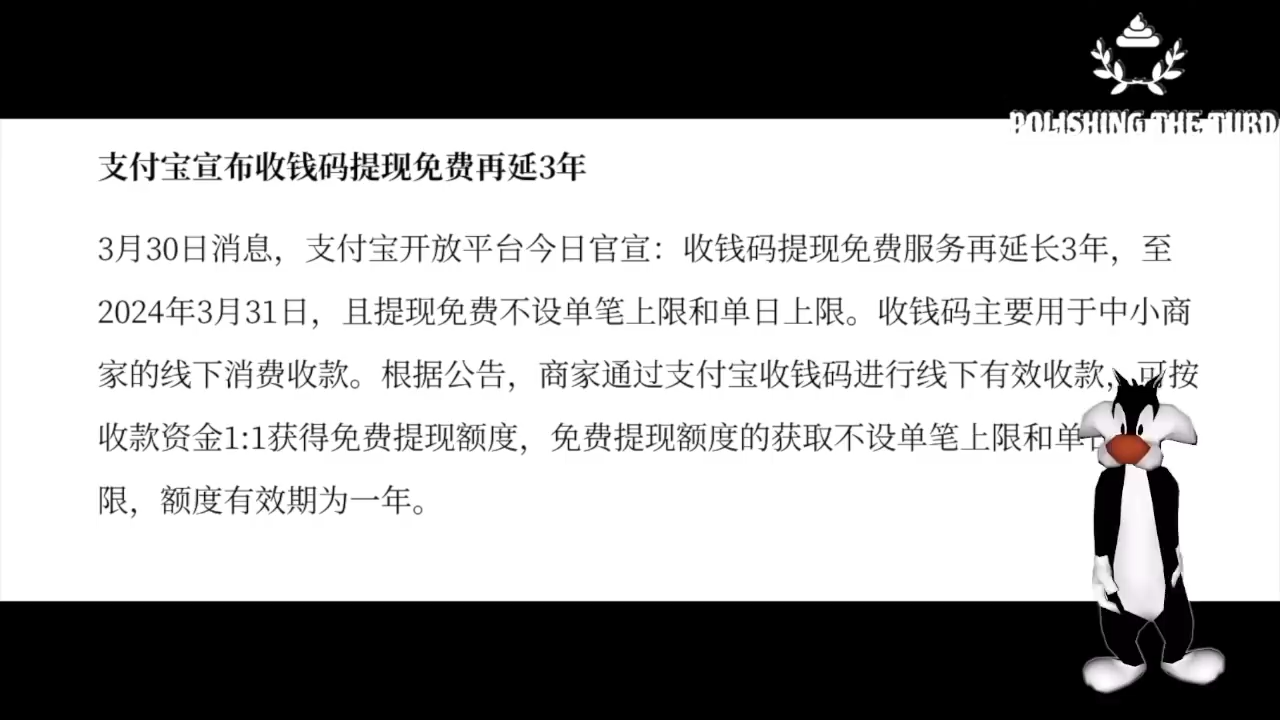 POLISHING THE TURD
支付宝宣布收钱码提现免费再延3年
3月30日消息，支付宝开放平台今日官宣：收钱码提现免费服务再延长3年，至
2024年3月31日，且提现免费不设单笔上限和单日上限。收钱码主要用于中小商
家的线下消费收款。根据公告，商家通过支付宝收钱码进行线下有效收款，可按
收款资金1:1获得免费提现额度，免费提现额度的获取不设单笔上限和单
限，额度有效期为一年。